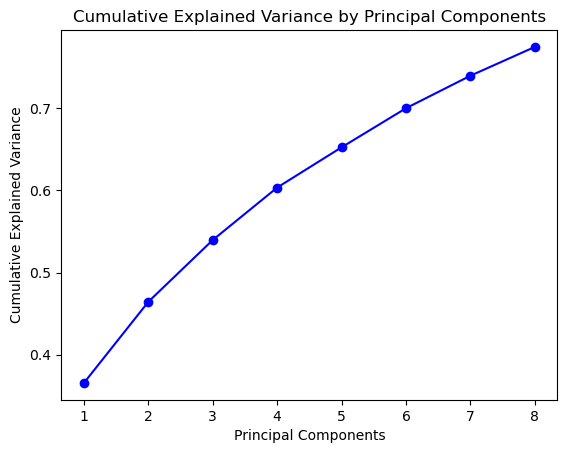 Cumulative Explained Variance by Principal Components
Cumulative Explained Variance
0.7
0.6
0.5
0.4
1 2 3 4 5 6 7 8
Principal Components